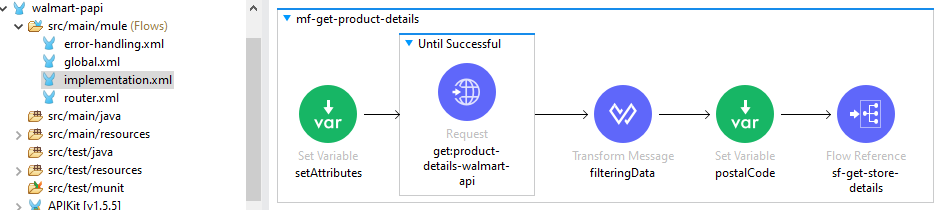 walmart-papi
src/main/mule (Flows)
error-handling.xml
global.xml
implementation.xml
router.xml
src/main/java
src/main/resources
src/test/java
src/test/resources
src/test/munit
APIKit [v1.5.5]
mf-get-product-details
Until Successful
var
Set Variable
setAttributes
Request
get:product-
details-walmart-
api
Transform Message
filteringData
var
Set Variable
postalCode
Flow Reference
sf-get-store-
details